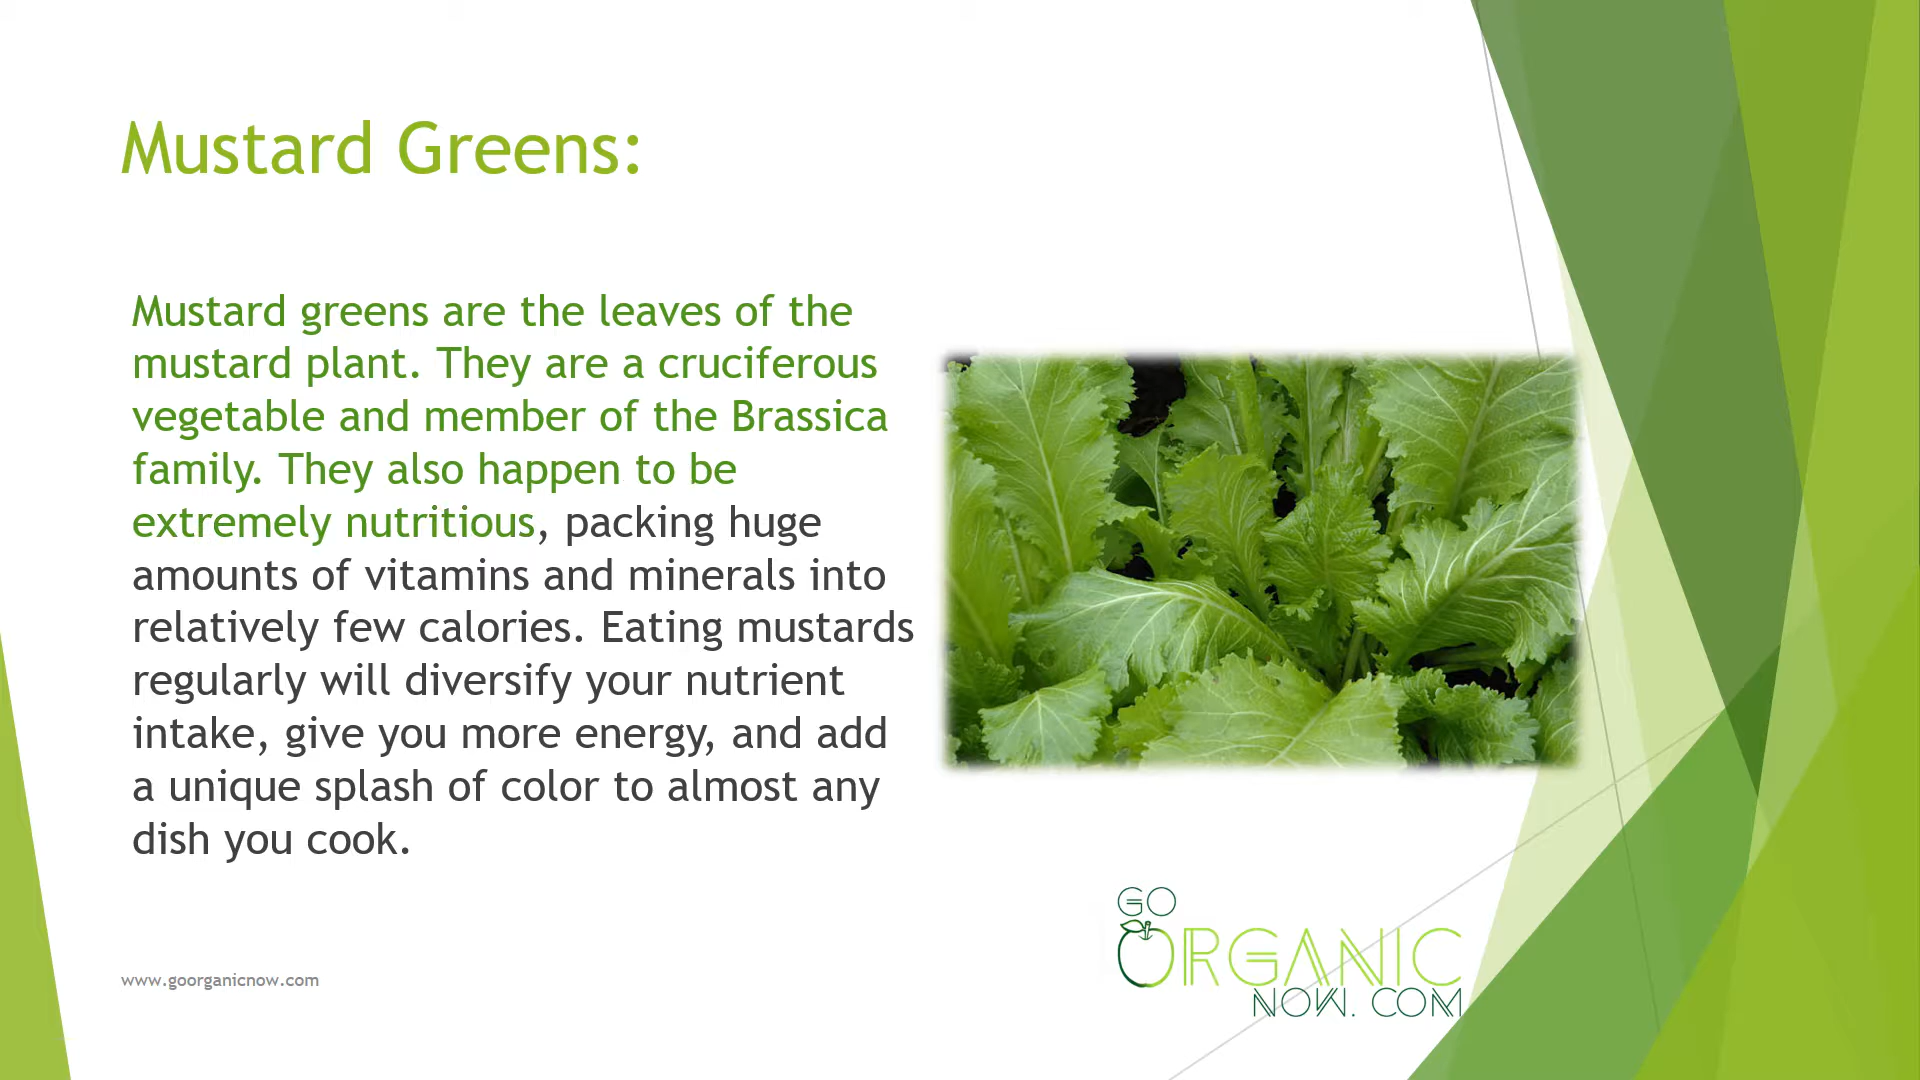 Mustard Greens:
Mustard greens are the leaves of the
mustard plant. They are a cruciferous
vegetable and member of the Brassica
family. They also happen to be
extremely nutritious, packing huge
amounts of vitamins and minerals into
relatively few calories. Eating mustards
regularly will diversify your nutrient
intake, give you more energy, and add
a unique splash of color to almost any
dish you cook.
www.goorganicnow.com
GO
ORGANIC
NOW. COM